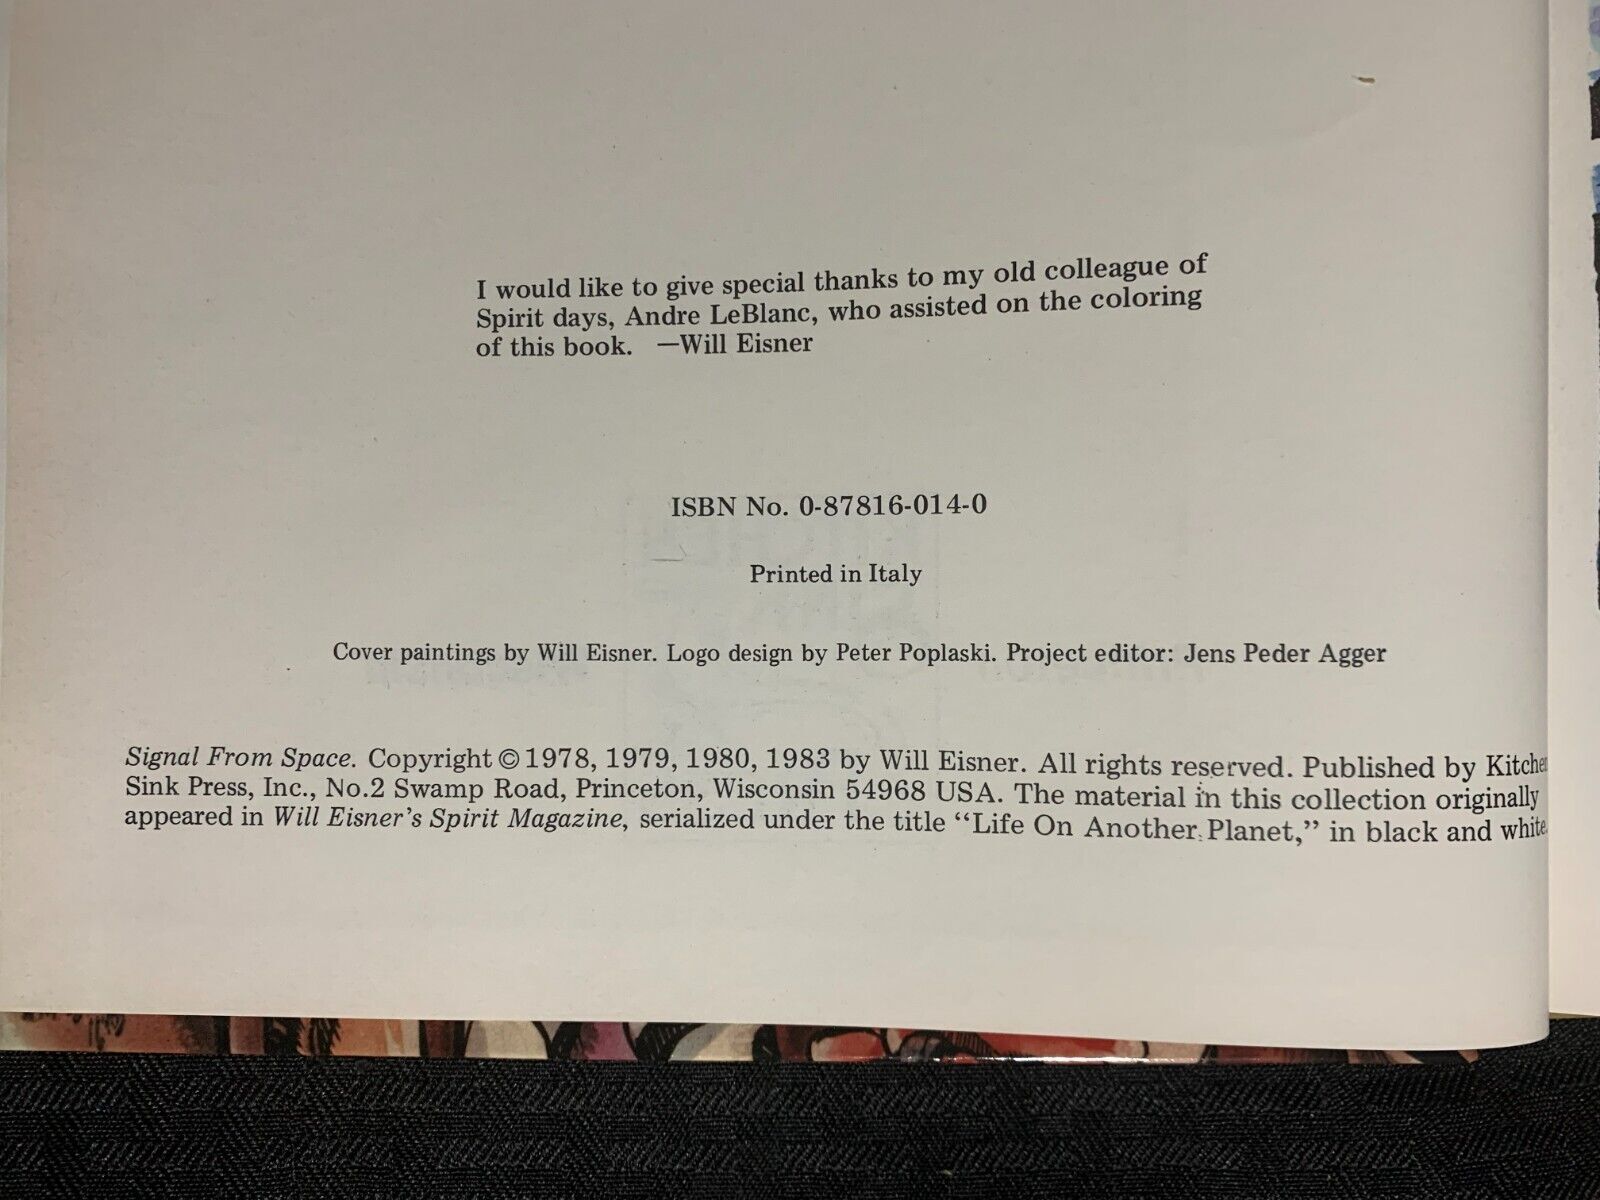 I would like to give special thanks to my old colleague of
Spirit days, Andre LeBlanc, who assisted on the coloring
of this book. —Will Eisner
ISBN No. 0-87816-014-0
Printed in Italy
Cover paintings by Will Eisner. Logo design by Peter Poplaski. Project editor: Jens Peder Agger
Signal From Space. Copyright © 1978, 1979, 1980, 1983 by Will Eisner. All rights reserved. Published by Kitchen
Sink Press, Inc., No.2 Swamp Road, Princeton, Wisconsin 54968 USA. The material in this collection originally
appeared in Will Eisner's Spirit Magazine, serialized under the title “Life On Another Planet,” in black and white.